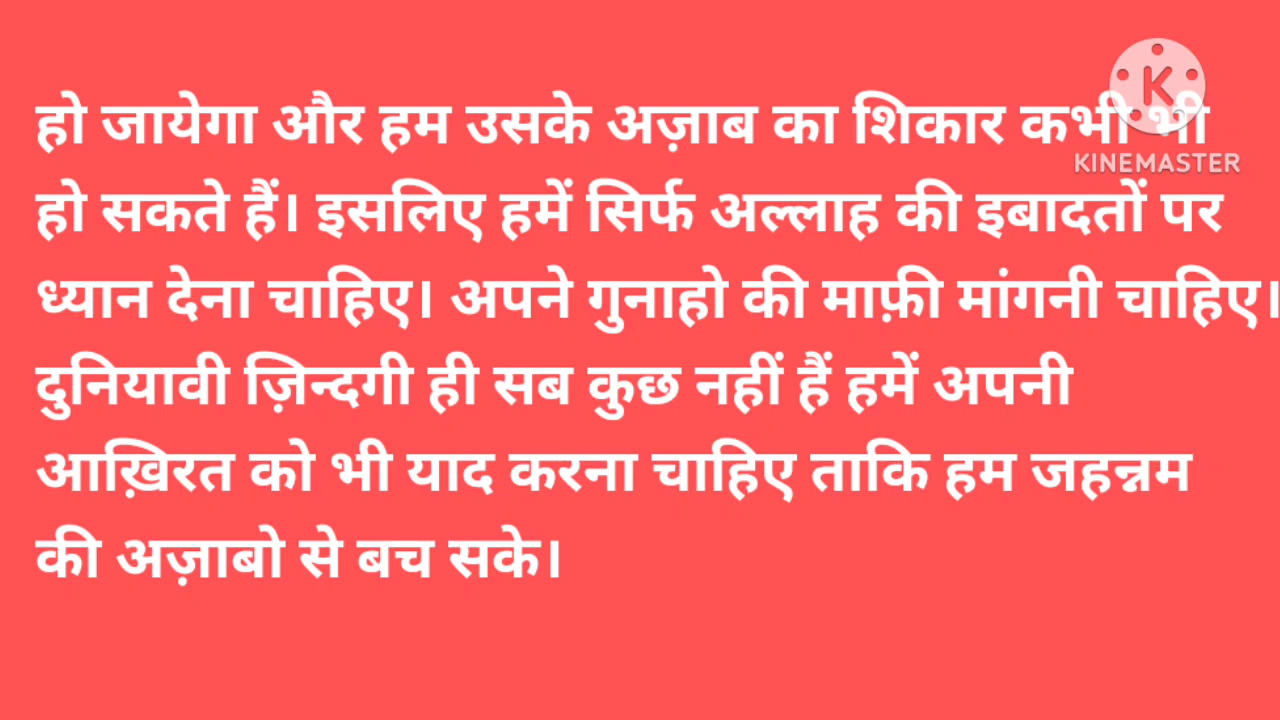 हो जायेगा और हम उसके अज़ाब का शिकार कभी भी
KINEMASTER
हो सकते हैं। इसलिए हमें सिर्फ अल्लाह की इबादतों पर
ध्यान देना चाहिए। अपने गुनाहो की माफ़ी मांगनी चाहिए।
दुनियावी ज़िन्दगी ही सब कुछ नहीं हैं हमें अपनी
आख़िरत को भी याद करना चाहिए ताकि हम जहन्नम
की अज़ाबो से बच सके।